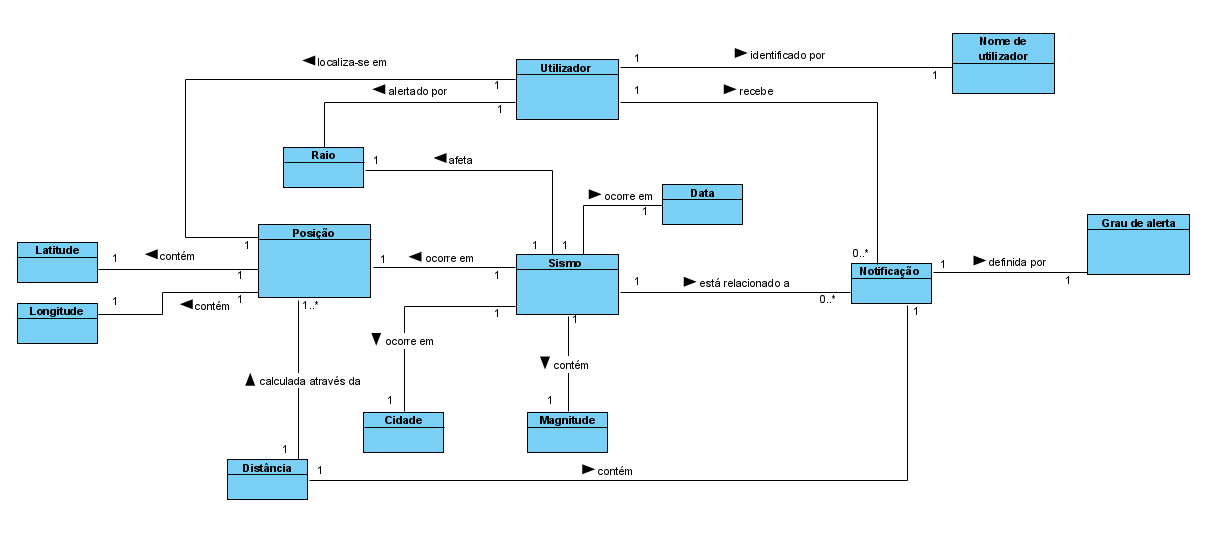 Nome de
utilizador
localiza-se em
1
identificado por
Utilizador
1
1
1
alertado por
1
recebe
Raio
1
afeta
Data
ocorre em
1
Grau de alerta
Posição
1
1
1
Latitude
1
contém
1
ocorre em
1
1
Sismo
0..*
Notificação
1
definida por
1
1
está relacionado a
0..*
Longitude
1
contém
1
1..*
1
1
1
ocorre em
contém
calculada através da
1
Cidade
1
Magnitude
1
Distância
1
contém